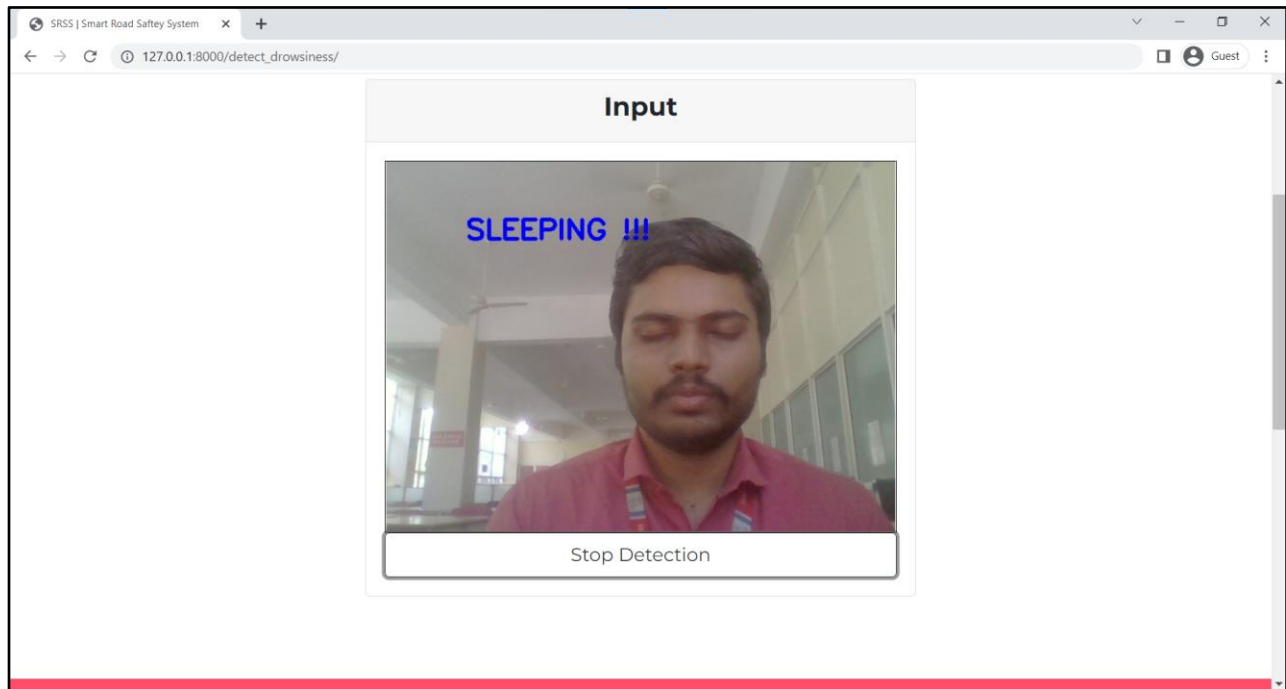 SRSS | Smart Road Saftey System
127.0.0.1:8000/detect_drowsiness/
Guest
Input
SLEEPING !!!
Stop Detection